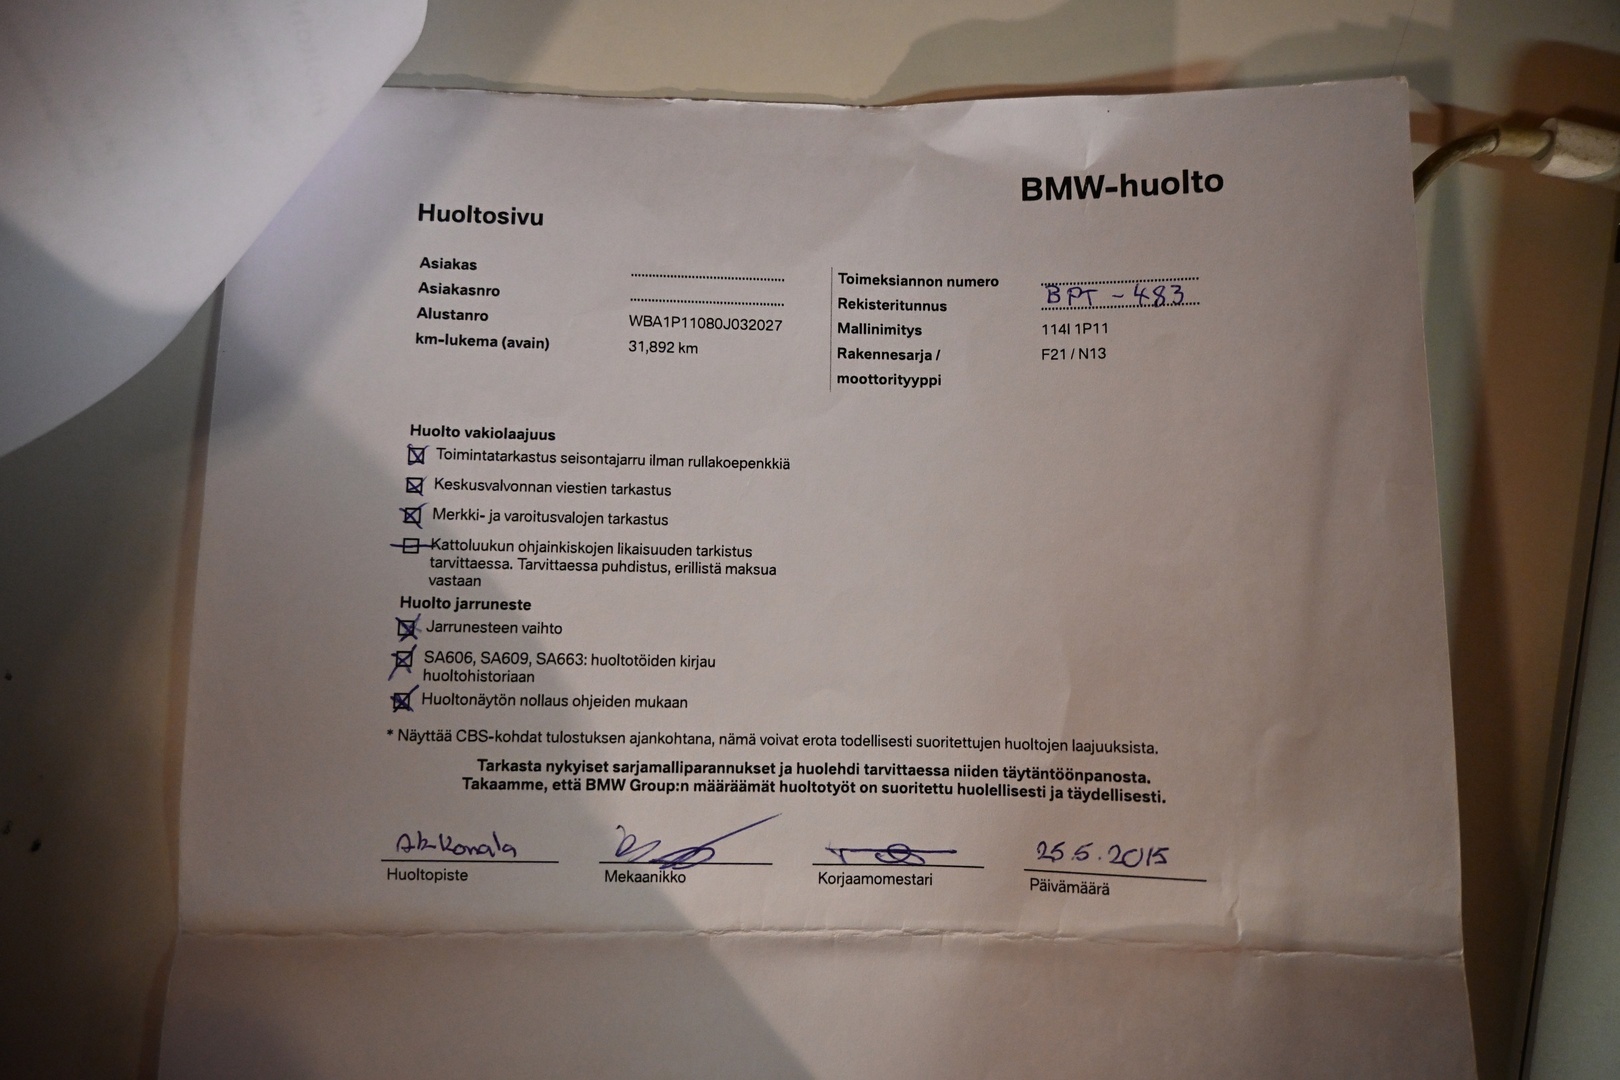 BMW-huolto
Huoltosivu
Asiakas
Asiakasnro
Alustanro WBA1P11080J032027
km-lukema (avain) 31,892 km
Toimeksiannon numero
Rekisteritunnus BPT-483
Mallinimitys 114I 1P11
Rakennesarja / F21 / N13
moottorityyppi
Huolto vakiolaajuus
Toimintatarkastus seisontajarru ilman rullakoepenkkiä
Keskusvalvonnan viestien tarkastus
Merkki- ja varoitusvalojen tarkastus
Kattoluukun ohjainkiskojen likaisuuden tarkistus
tarvittaessa. Tarvittaessa puhdistus, erillistä maksua
vastaan
Huolto jarruneste
Jarrunesteen vaihto
SA606, SA609, SA663: huoltotöiden kirjau
huoltohistoriaan
Huoltonäytön nollaus ohjeiden mukaan
* Näyttää CBS-kohdat tulostuksen ajankohtana, nämä voivat erota todellisesti suoritettujen huoltojen laajuuksista.
Tarkasta nykyiset sarjamalliparannukset ja huolehdi tarvittaessa niiden täytäntöönpanosta.
Takaamme, että BMW Group:n määräämät huoltotyöt on suoritettu huolellisesti ja täydellisesti.
Konala 25.5.2015
Huoltopiste Mekaanikko Korjaamomestari Päivämäärä